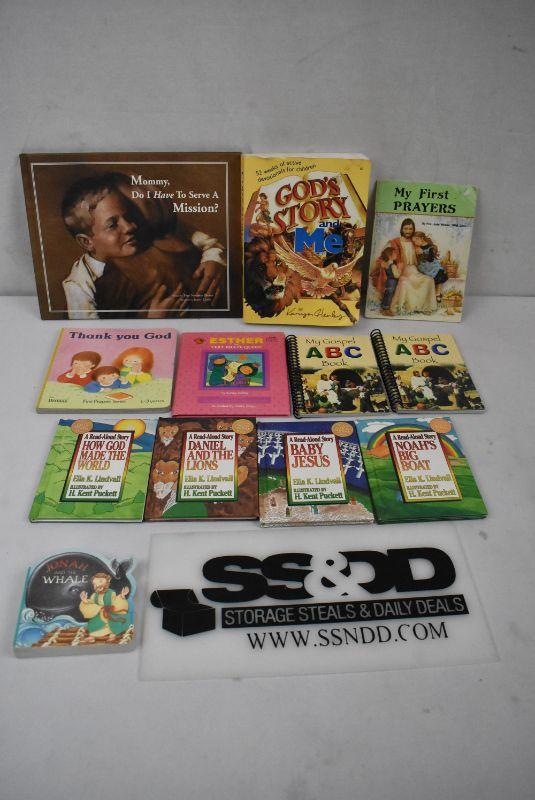 Mommy,
Do I Have To Serve A
Mission?
52 weeks of active
devotionals for children
GOD'S
STORY
and
Me
My First
PRAYERS
Thank you God
First Prayers Series
ESTHER
My Gospel
ABC
Book
My Gospel
ABC
Book
A Read-Aloud Story
HOW GOD
MADE THE
WORLD
Ella K. Lindvall
ILLUSTRATED BY
H. Kent Puckett
A Read-Aloud Story
DANIEL
AND THE
LIONS
Ella K. Lindvall
ILLUSTRATED BY
H. Kent Puckett
A Read-Aloud Story
BABY
JESUS
Ella K. Lindvall
ILLUSTRATED BY
H. Kent Puckett
A Read-Aloud Story
NOAH'S
BIG
BOAT
Ella K. Lindvall
ILLUSTRATED BY
H. Kent Puckett
JONAH
AND THE
WHALE
SS&DD
STORAGE STEALS & DAILY DEALS
WWW.SSNDD.COM